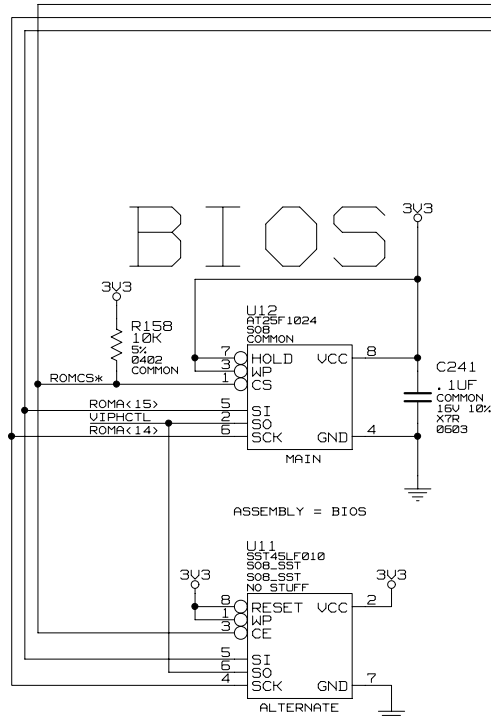 BIOS
3V3
3V3
R158
10K
5%
0402
COMMON
U12
AT25F1024
SO8
COMMON
7 HOLD VCC 8
3 WP
ROMCS* 1 CS
C241
.1UF
COMMON
16V 10%
X7R
0603
ROMA<15> 5 SI
VIPHCTL 2 SO
ROMA<14> 6 SCK GND 4
MAIN
ASSEMBLY = BIOS
U11
SST45LF010
SO8_SST
SO8_SST
NO STUFF
3V3
3V3
8 RESET VCC 2
1 WP
3 CE
5 SI
6 SO
4 SCK GND 7
ALTERNATE